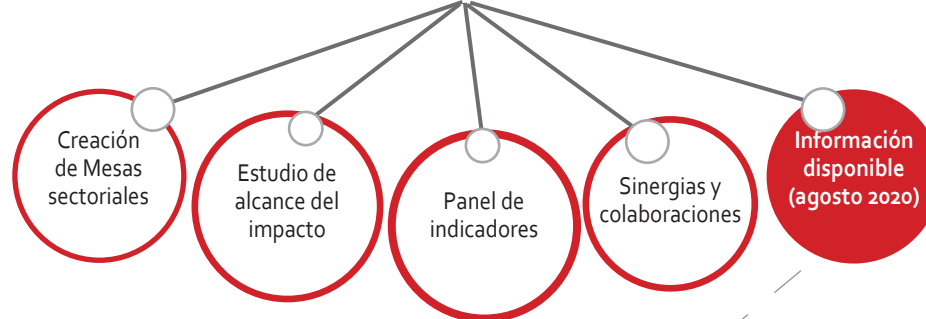 Creación
de Mesas
sectoriales
Estudio de
alcance del
impacto
Panel de
indicadores
Sinergias y
colaboraciones
Información
disponible
(agosto 2020)